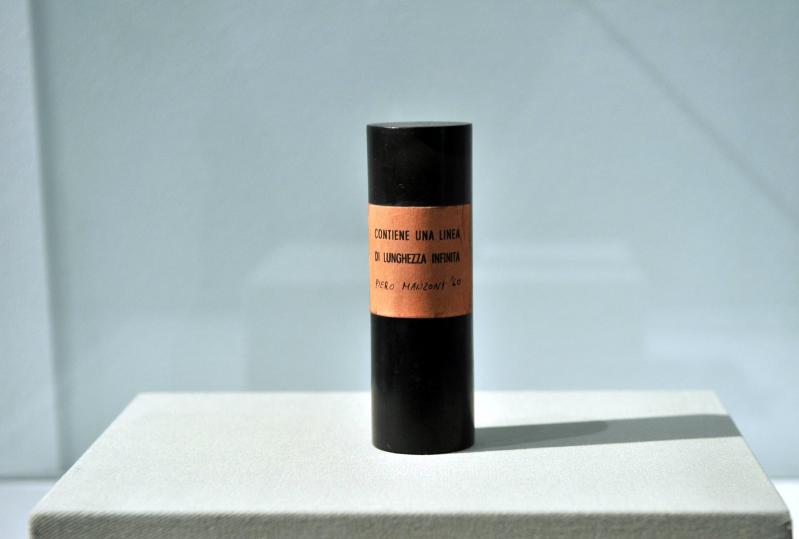 CONTIENE UNA LINEA
DI LUNGHEZZA INFINITA
PIERO MANZONI '60